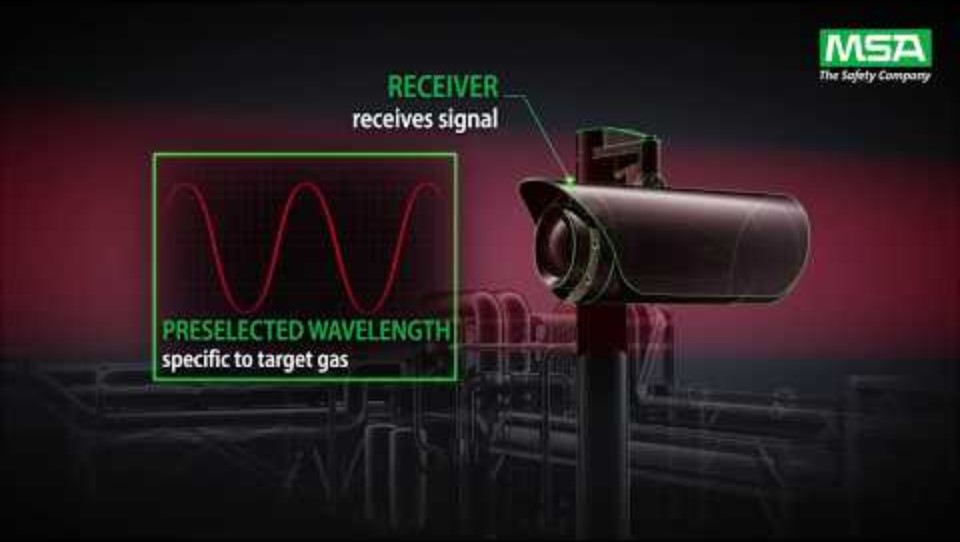 MSA
The Safety Company
RECEIVER
receives signal
PRESELECTED WAVELENGTH
specific to target gas